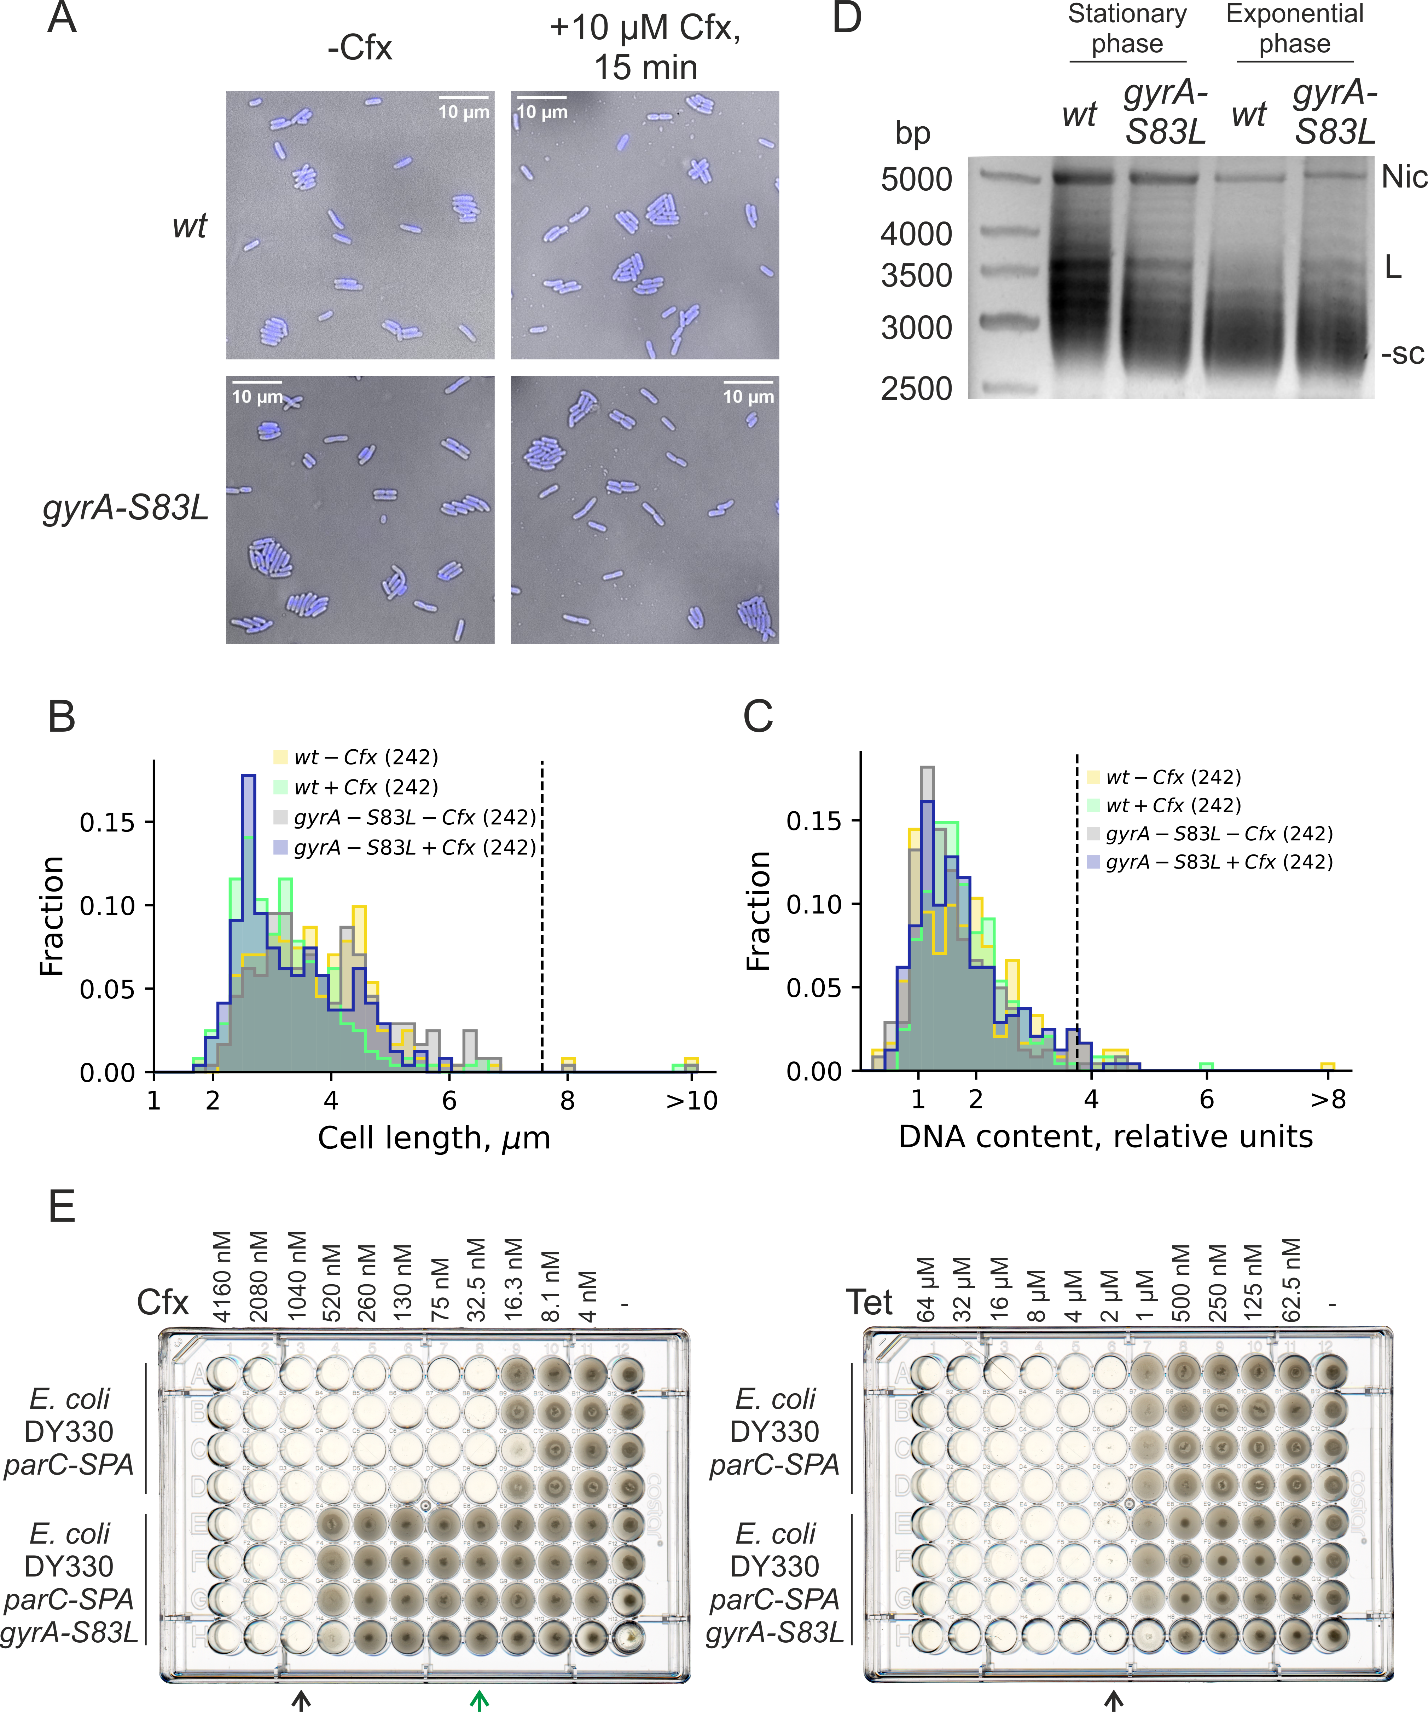 A
-Cfx
+10 µM Cfx,
15 min
wt
10 µm
10 µm
gyrA-S83L
10 µm
10 µm
D
Stationary
phase
Exponential
phase
bp
wt
gyrA-
S83L
wt
gyrA-
S83L
5000
4000
3500
3000
2500
Nic
L
-sc
B
wt − Cfx (242)
wt + Cfx (242)
gyrA − S83L − Cfx (242)
gyrA − S83L + Cfx (242)
Fraction
0.15
0.10
0.05
0.00
1 2 4 6 8 >10
Cell length, µm
C
wt − Cfx (242)
wt + Cfx (242)
gyrA − S83L − Cfx (242)
gyrA − S83L + Cfx (242)
Fraction
0.15
0.10
0.05
0.00
1 2 4 6 >8
DNA content, relative units
E
Cfx
4160 nM
2080 nM
1040 nM
520 nM
260 nM
130 nM
75 nM
32.5 nM
16.3 nM
8.1 nM
4 nM
-
E. coli
DY330
parC-SPA
E. coli
DY330
parC-SPA
gyrA-S83L
Tet
64 µM
32 µM
16 µM
8 µM
4 µM
2 µM
1 µM
500 nM
250 nM
125 nM
62.5 nM
-
E. coli
DY330
parC-SPA
E. coli
DY330
parC-SPA
gyrA-S83L